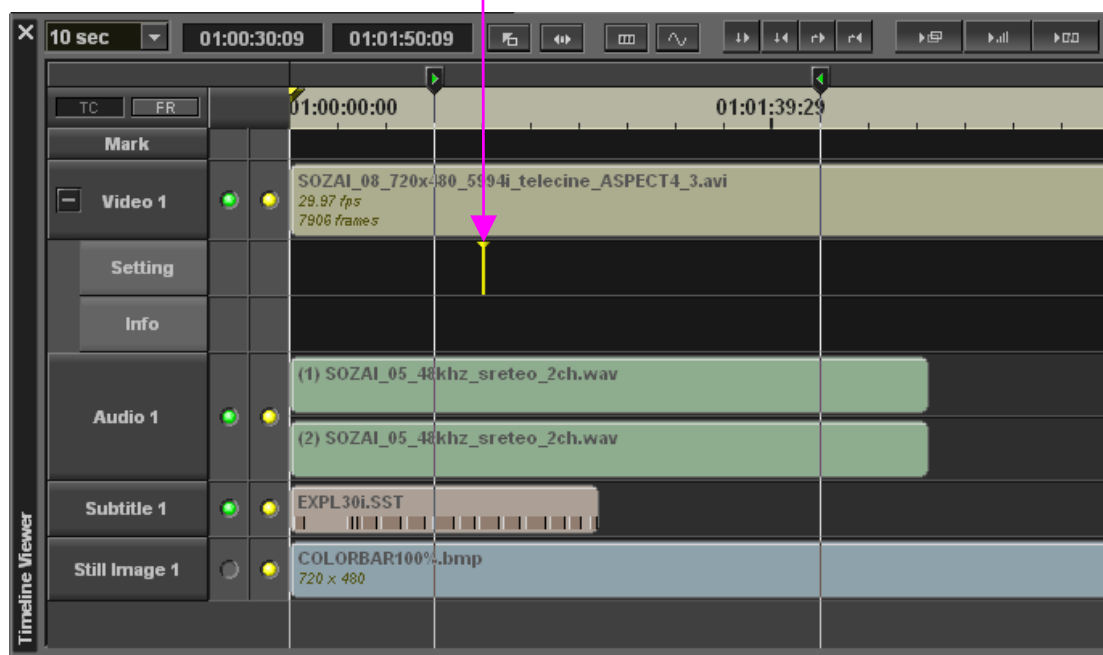 10 sec 01:00:30:09 01:01:50:09
TC FR 01:00:00:00 01:01:39:29
Mark
Video 1
SOZAI_08_720x480_5994i_telecine_ASPECT4_3.avi
29.97 fps
7906 frames
Setting
Info
Audio 1
(1) SOZAI_05_48khz_sreteo_2ch.wav
(2) SOZAI_05_48khz_sreteo_2ch.wav
Subtitle 1
EXPL30i.SST
Still Image 1
COLORBAR100%.bmp
720 x 480
Timeline Viewer